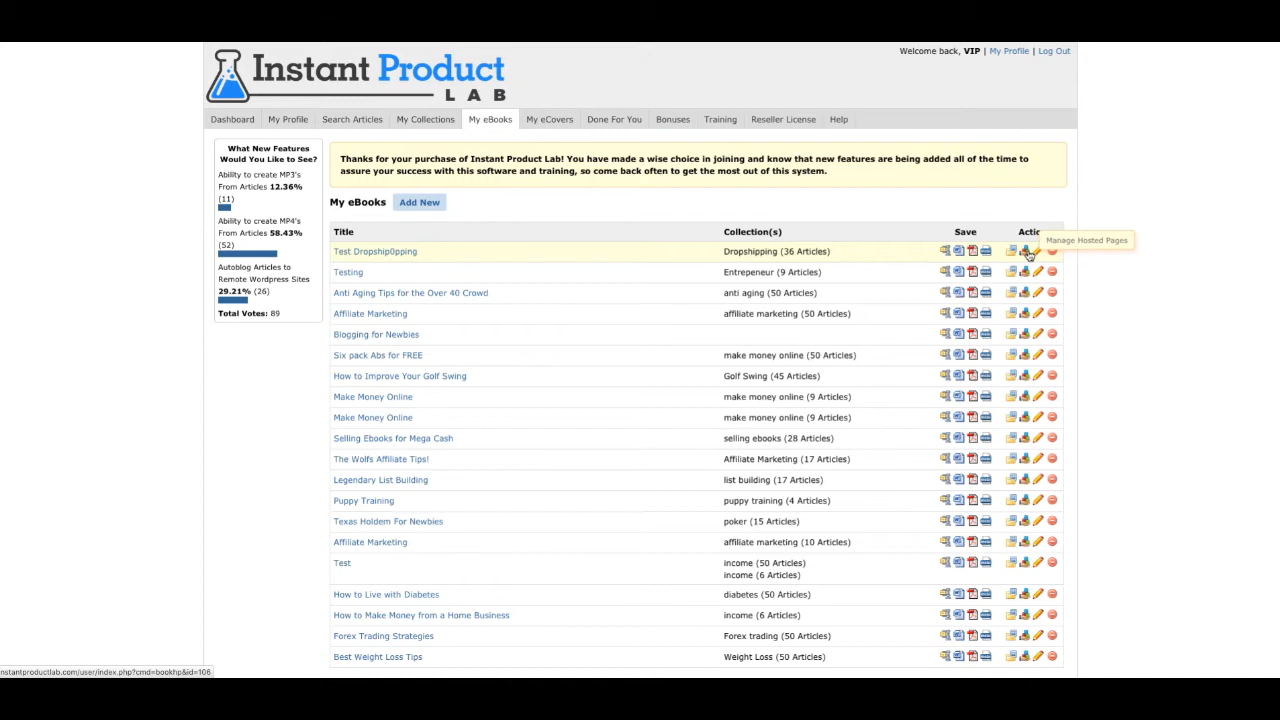 Welcome back, VIP | My Profile | Log Out
Instant Product
LAB
Dashboard My Profile Search Articles My Collections My eBooks My eCovers Done For You Bonuses Training Reseller License Help
What New Features
Would You Like to See?
Ability to create MP3's
From Articles 12.36%
(11)
Ability to create MP4's
From Articles 58.43%
(52)
Autoblog Articles to
Remote Wordpress Sites
29.21% (26)
Total Votes: 89
Thanks for your purchase of Instant Product Lab! You have made a wise choice in joining and know that new features are being added all of the time to
assure your success with this software and training, so come back often to get the most out of this system.
My eBooks Add New
Title Collection(s) Save Actio
Manage Hosted Pages
Test Dropship0pping Dropshipping (36 Articles)
Testing Entrepeneur (9 Articles)
Anti Aging Tips for the Over 40 Crowd anti aging (50 Articles)
Affiliate Marketing affiliate marketing (50 Articles)
Blogging for Newbies
Six pack Abs for FREE make money online (50 Articles)
How to Improve Your Golf Swing Golf Swing (45 Articles)
Make Money Online make money online (9 Articles)
Make Money Online make money online (9 Articles)
Selling Ebooks for Mega Cash selling ebooks (28 Articles)
The Wolfs Affiliate Tips! Affiliate Marketing (17 Articles)
Legendary List Building list building (17 Articles)
Puppy Training puppy training (4 Articles)
Texas Holdem For Newbies poker (15 Articles)
Affiliate Marketing affiliate marketing (10 Articles)
Test income (50 Articles)
income (6 Articles)
How to Live with Diabetes diabetes (50 Articles)
How to Make Money from a Home Business income (6 Articles)
Forex Trading Strategies Forex trading (50 Articles)
Best Weight Loss Tips Weight Loss (50 Articles)
instantproductlab.com/user/index.php?cmd=bookhp&id=106